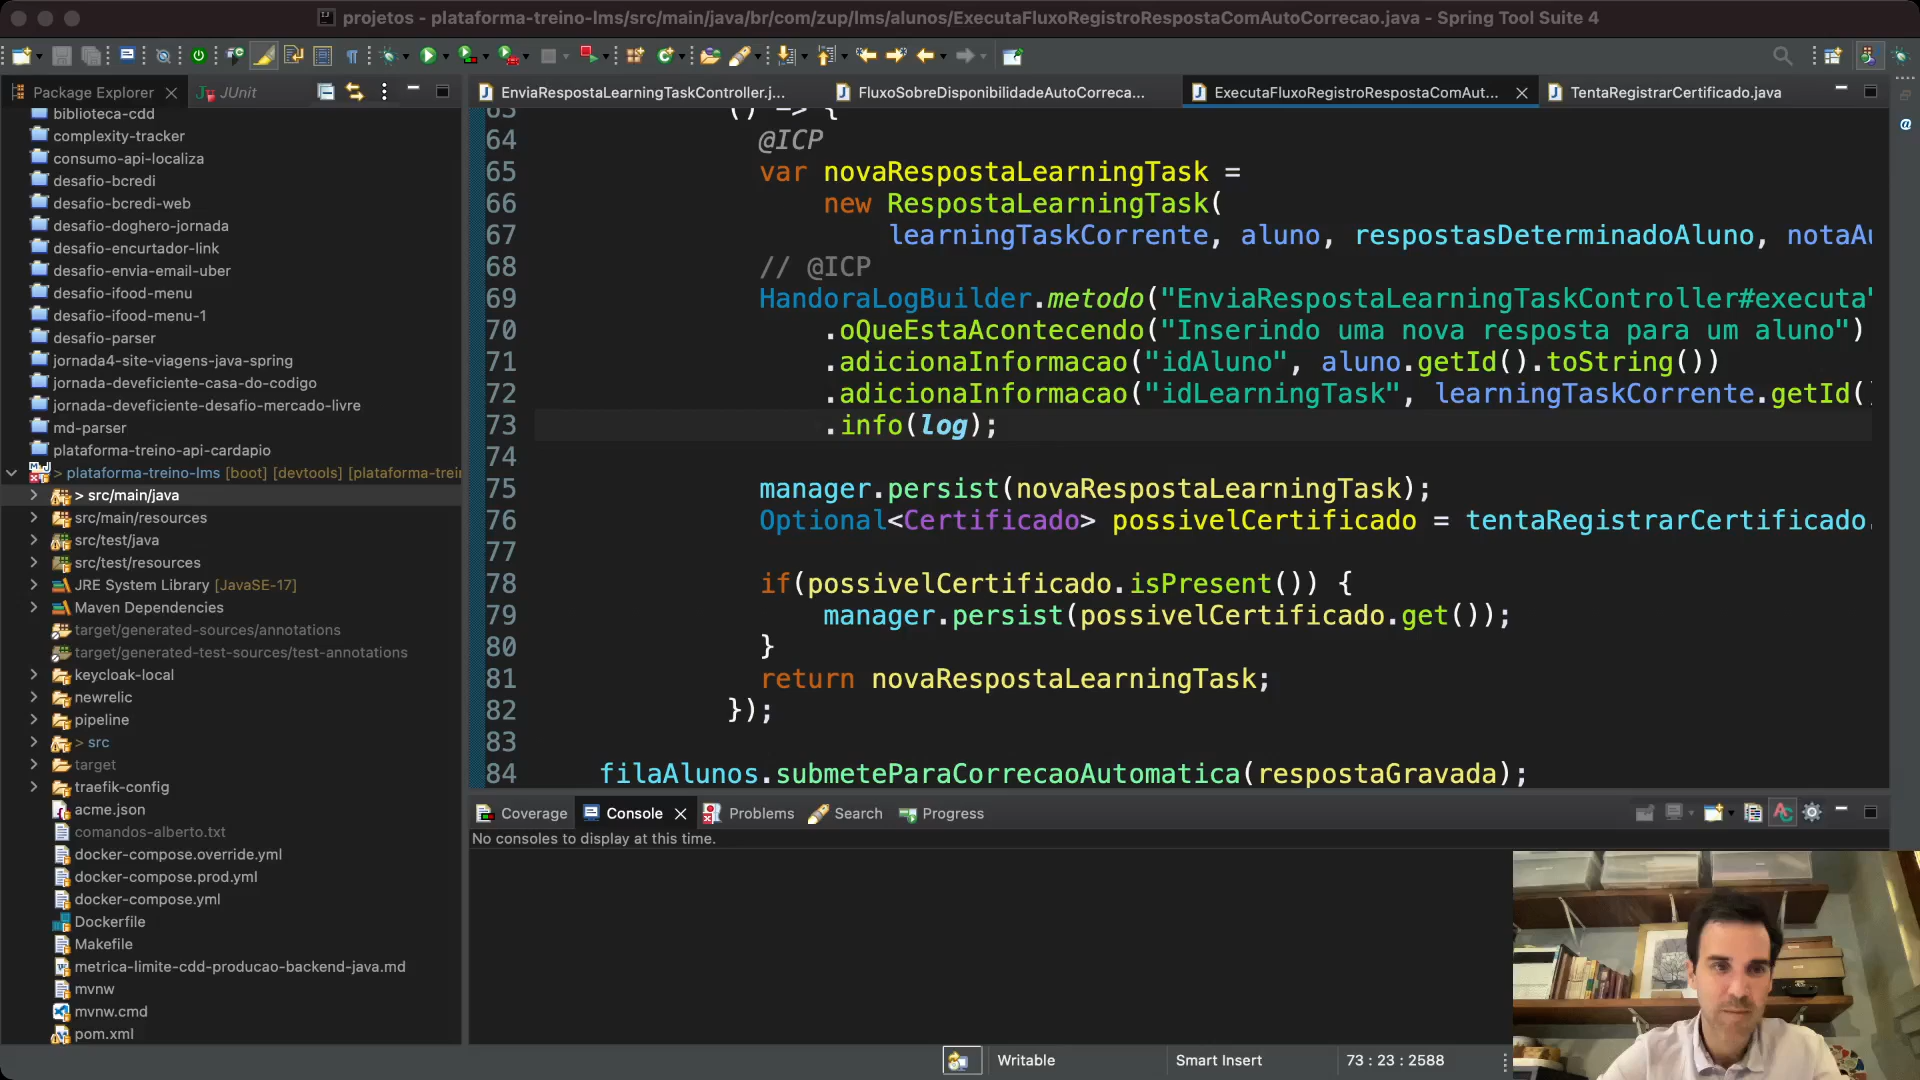 projetos - plataforma-treino-lms/src/main/java/br/com/zup/lms/alunos/ExecutaFluxoRegistroRespostaComAutoCorrecao.java - Spring Tool Suite 4
Package Explorer
JUnit
EnviaRespostaLearningTaskController.j...
FluxoSobreDisponibilidadeAutoCorreca...
ExecutaFluxoRegistroRespostaComAut...
TentaRegistrarCertificado.java
biblioteca-cdd
complexity-tracker
consumo-api-localiza
desafio-bcredi
desafio-bcredi-web
desafio-doghero-jornada
desafio-encurtador-link
desafio-envia-email-uber
desafio-ifood-menu
desafio-ifood-menu-1
desafio-parser
jornada4-site-viagens-java-spring
jornada-deveficiente-casa-do-codigo
jornada-deveficiente-desafio-mercado-livre
md-parser
plataforma-treino-api-cardapio
> plataforma-treino-lms [boot] [devtools] [plataforma-trei
> src/main/java
src/main/resources
src/test/java
src/test/resources
JRE System Library [JavaSE-17]
Maven Dependencies
target/generated-sources/annotations
target/generated-test-sources/test-annotations
keycloak-local
newrelic
pipeline
> src
target
traefik-config
acme.json
comandos-alberto.txt
docker-compose.override.yml
docker-compose.prod.yml
docker-compose.yml
Dockerfile
Makefile
metrica-limite-cdd-producao-backend-java.md
mvnw
mvnw.cmd
pom.xml
63 () -> {
64 @ICP
65 var novaRespostaLearningTask =
66 new RespostaLearningTask(
67 learningTaskCorrente, aluno, respostasDeterminadoAluno, notaAu
68 // @ICP
69 HandoraLogBuilder.metodo("EnviaRespostaLearningTaskController#executa"
70 .oQueEstaAcontecendo("Inserindo uma nova resposta para um aluno")
71 .adicionaInformacao("idAluno", aluno.getId().toString())
72 .adicionaInformacao("idLearningTask", learningTaskCorrente.getId()
73 .info(log);
74
75 manager.persist(novaRespostaLearningTask);
76 Optional<Certificado> possivelCertificado = tentaRegistrarCertificado.
77
78 if(possivelCertificado.isPresent()) {
79 manager.persist(possivelCertificado.get());
80 }
81 return novaRespostaLearningTask;
82 });
83
84 filaAlunos.submeteParaCorrecaoAutomatica(respostaGravada);
Coverage
Console
Problems
Search
Progress
No consoles to display at this time.
Writable
Smart Insert
73 : 23 : 2588